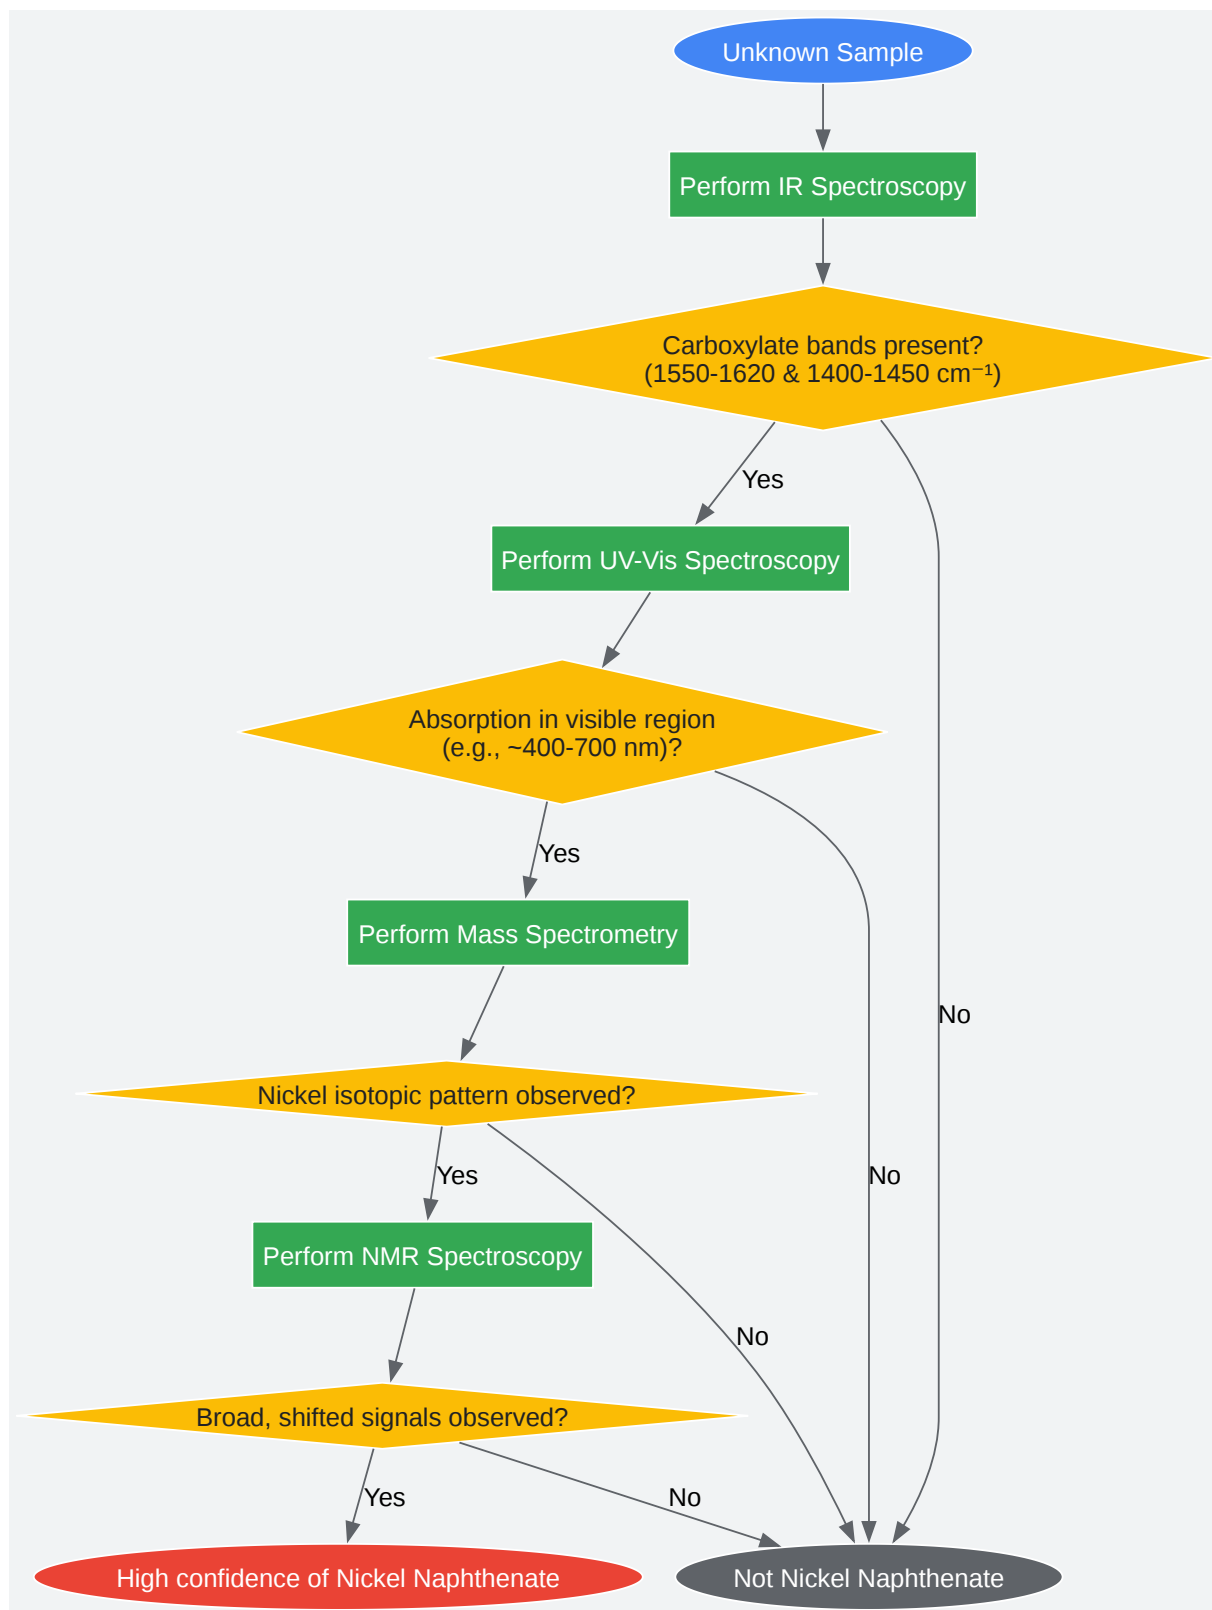 Unknown Sample
Perform IR Spectroscopy
Carboxylate bands present?
(1550-1620 & 1400-1450 cm⁻¹)
Yes
Perform UV-Vis Spectroscopy
Absorption in visible region
(e.g., ~400-700 nm)?
Yes
Perform Mass Spectrometry
No
Nickel isotopic pattern observed?
Yes
No
Perform NMR Spectroscopy
No
Broad, shifted signals observed?
Yes
No
High confidence of Nickel Naphthenate
Not Nickel Naphthenate